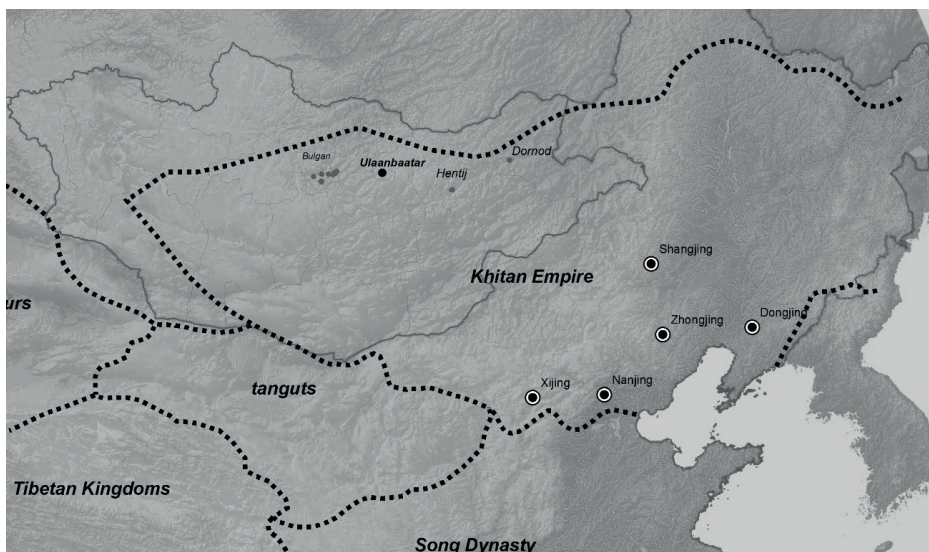 Bulgan
Ulaanbaatar
Dornod
Hentij
Shangjing
Khitan Empire
urs
Zhongjing
Dongjing
Xijing
Nanjing
tanguts
Tibetan Kingdoms
Song Dynasty